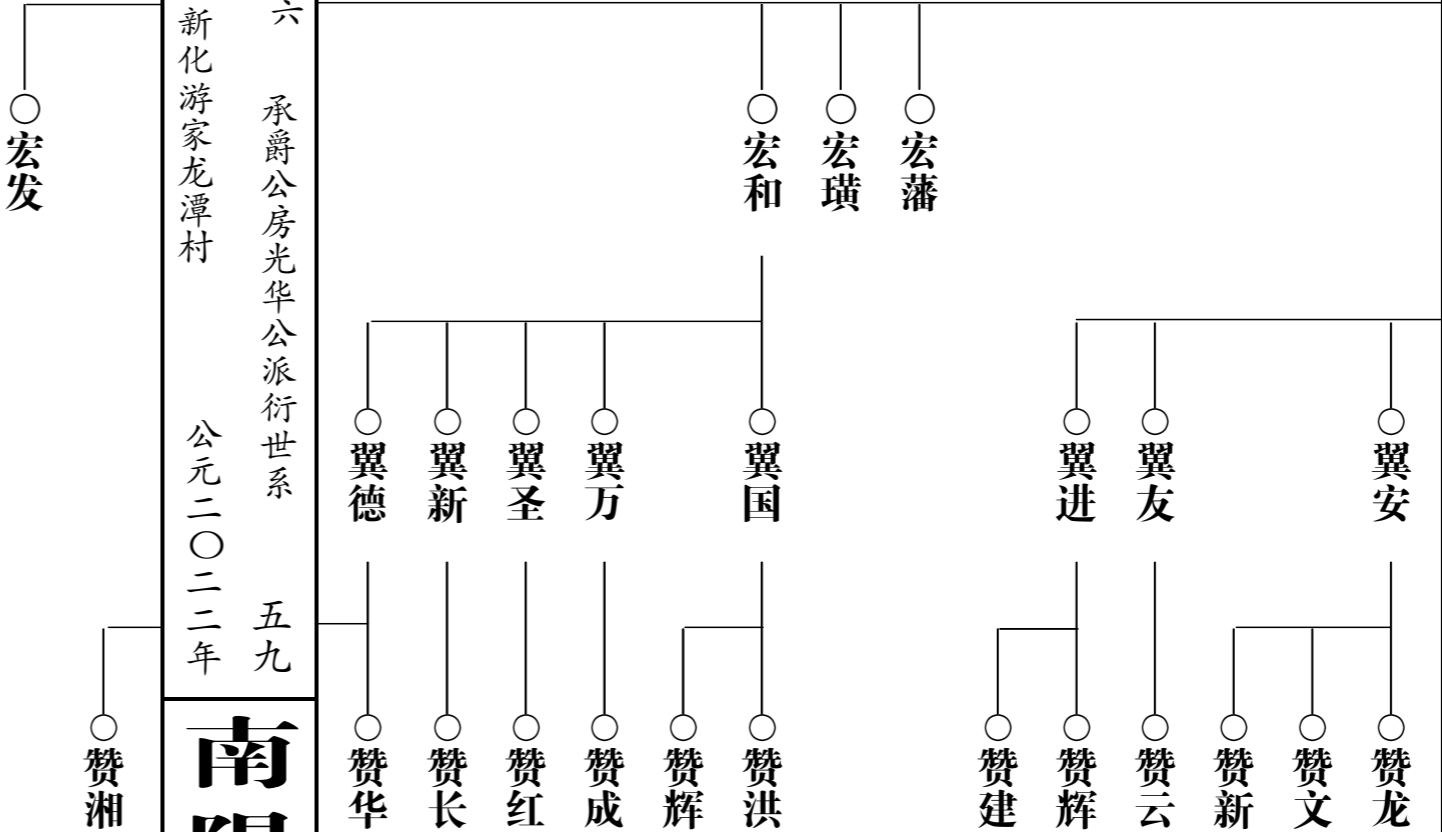 宏藩
宏璜
宏和
翼安
翼友
翼进
翼国
翼万
翼圣
翼新
翼德
赞龙
赞文
赞新
赞云
赞辉
赞建
赞洪
赞辉
赞成
赞红
赞长
赞华
六 承爵公房光华公派衍世系 五九
新化游家龙潭村 公元二〇二二年
南
宏发
赞湘